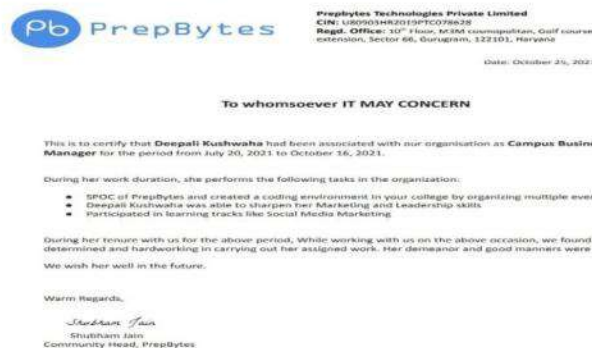 Pb PrepBytes
Prepbytes Technologies Private Limited
CIN: U80903HR2019PTC078628
Regd. Office: 10th Floor, M3M cosmopolitan, Golf course
extension, Sector 66, Gurugram, 122101, Haryana
Date: October 25, 202
To whomsoever IT MAY CONCERN
This is to certify that Deepali Kushwaha had been associated with our organisation as Campus Busin
Manager for the period from July 20, 2021 to October 16, 2021.
During her work duration, she performs the following tasks in the organization:
SPOC of PrepBytes and created a coding environment in your college by organizing multiple eve
Deepali Kushwaha was able to sharpen her Marketing and Leadership skills
Participated in learning tracks like Social Media Marketing
During her tenure with us for the above period, While working with us on the above occasion, we found
determined and hardworking in carrying out her assigned work. Her demeanor and good manners were
We wish her well in the future.
Warm Regards,
Shubham Jain
Shubham Jain
Community Head, PrepBytes